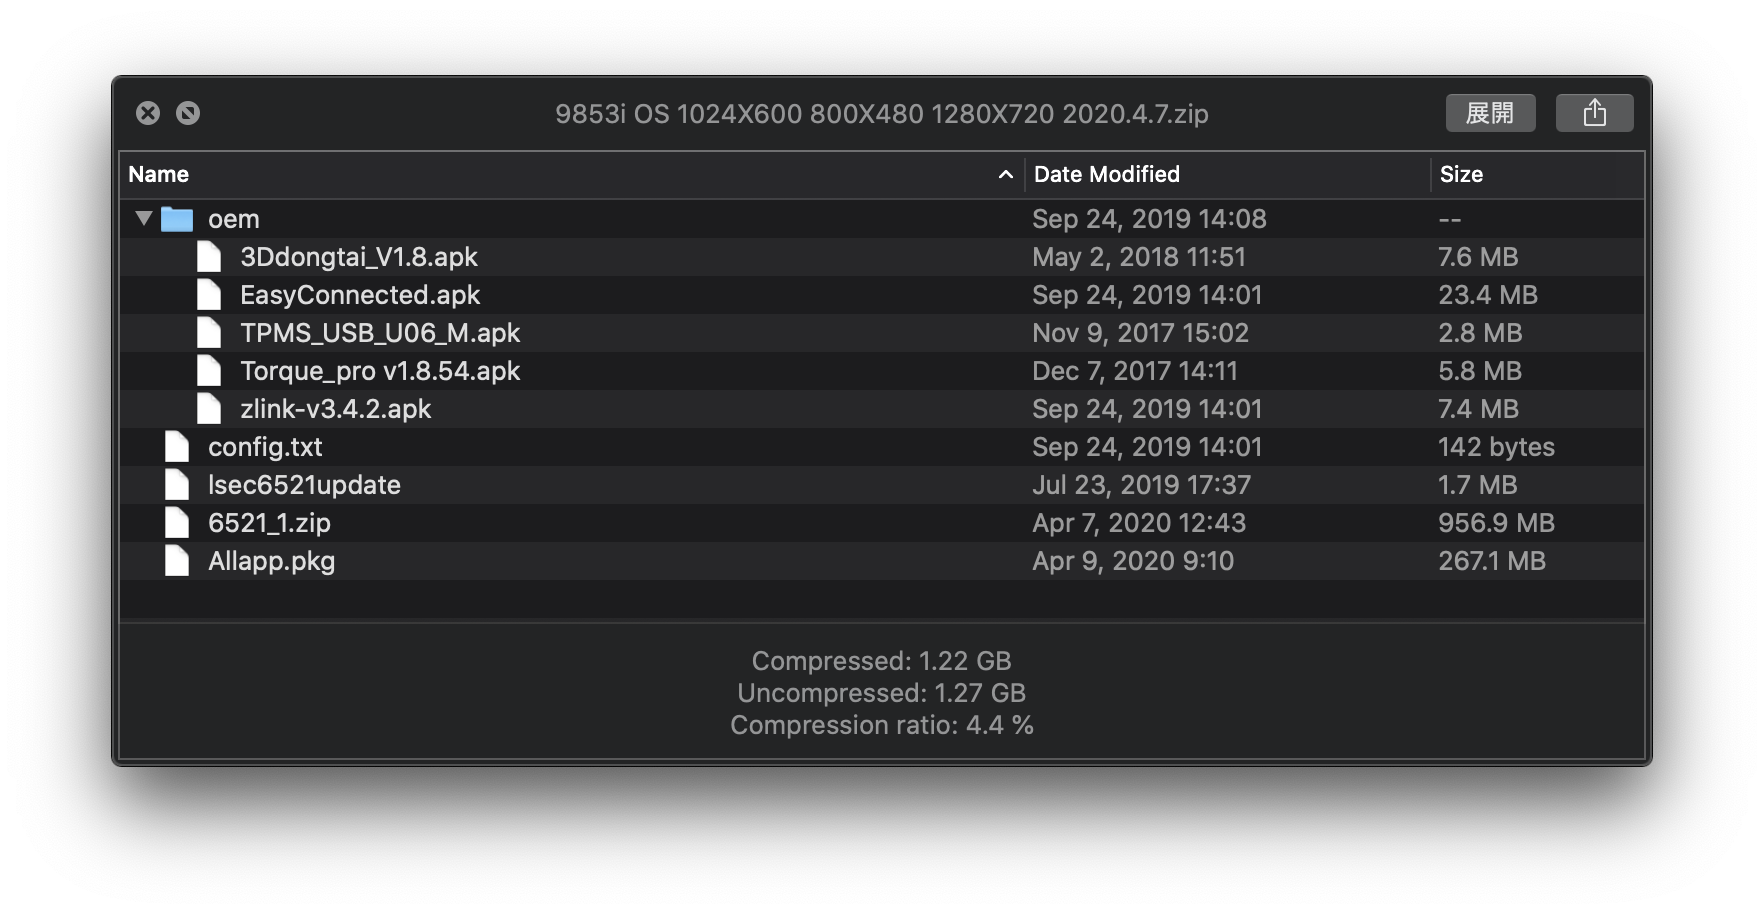 9853i OS 1024X600 800X480 1280X720 2020.4.7.zip
展開
Name Date Modified Size
oem Sep 24, 2019 14:08 --
3Ddongtai_V1.8.apk May 2, 2018 11:51 7.6 MB
EasyConnected.apk Sep 24, 2019 14:01 23.4 MB
TPMS_USB_U06_M.apk Nov 9, 2017 15:02 2.8 MB
Torque_pro v1.8.54.apk Dec 7, 2017 14:11 5.8 MB
zlink-v3.4.2.apk Sep 24, 2019 14:01 7.4 MB
config.txt Sep 24, 2019 14:01 142 bytes
lsec6521update Jul 23, 2019 17:37 1.7 MB
6521_1.zip Apr 7, 2020 12:43 956.9 MB
Allapp.pkg Apr 9, 2020 9:10 267.1 MB
Compressed: 1.22 GB
Uncompressed: 1.27 GB
Compression ratio: 4.4 %